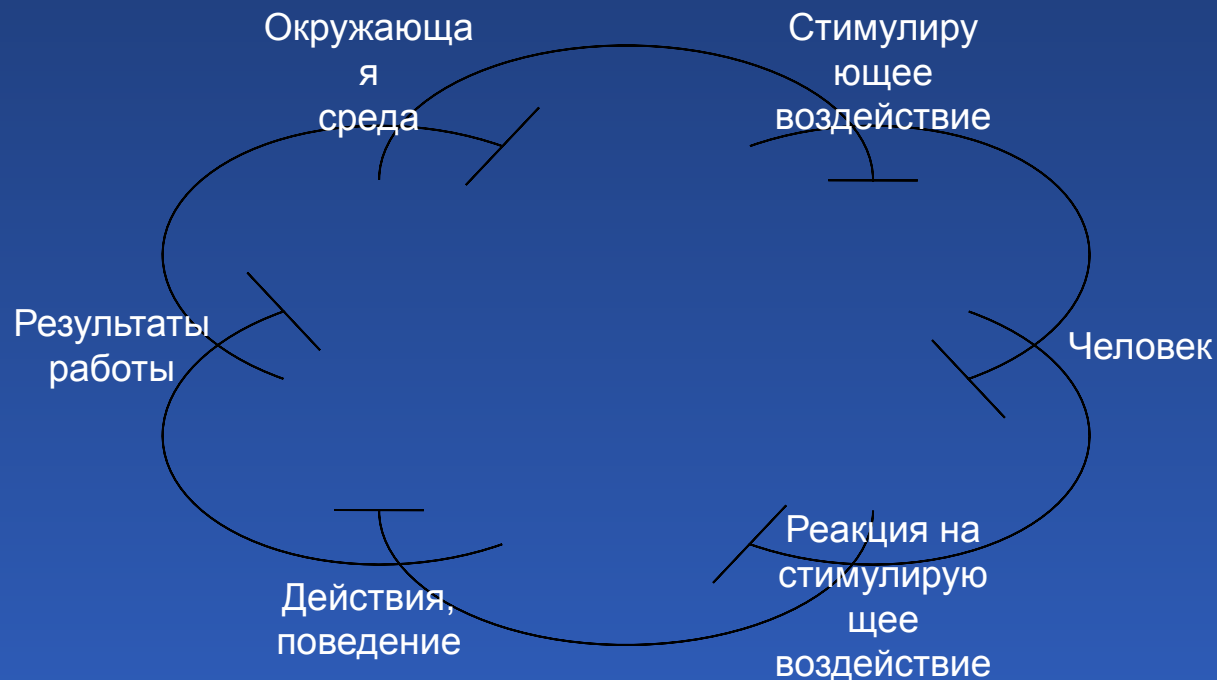 Окружающа
я
среда
Стимулиру
ющее
воздействие
Результаты
работы
Человек
Реакция на
стимулирую
щее
воздействие
Действия,
поведение